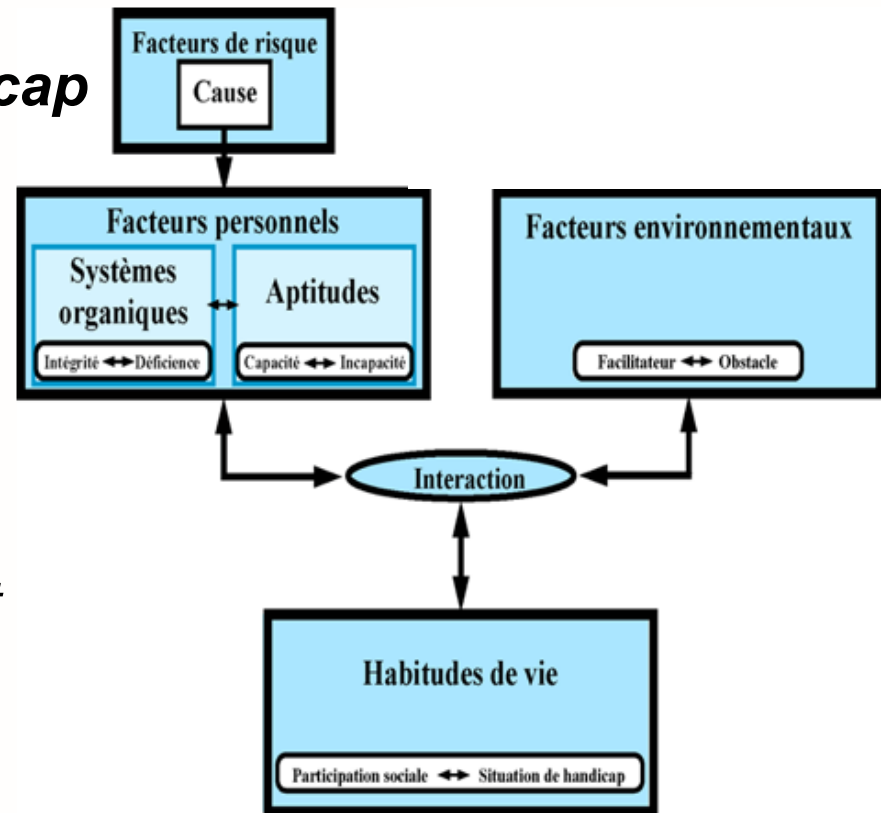 cap
Facteurs de risque
Cause
Facteurs personnels
Systèmes
organiques
Aptitudes
Intégrité Déficience
Capacité Incapacité
Facteurs environnementaux
Facilitateur Obstacle
Interaction
Habitudes de vie
Participation sociale Situation de handicap